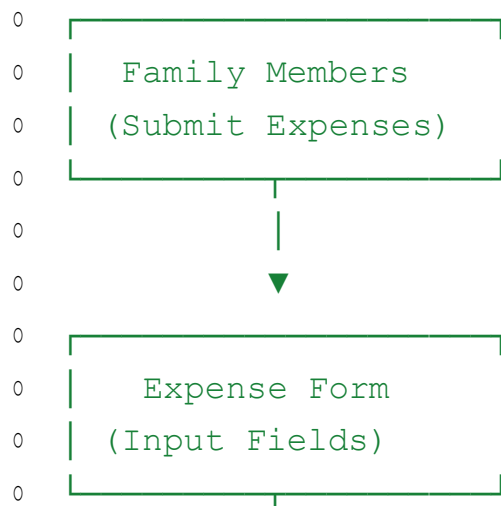 o ┌────────────────────┐
o │  Family Members
o │ (Submit Expenses)
o └─────────┬──────────┘
o           │
o           ▼
o ┌────────────────────┐
o │   Expense Form
o │ (Input Fields)
o └─────────┬──────────┘